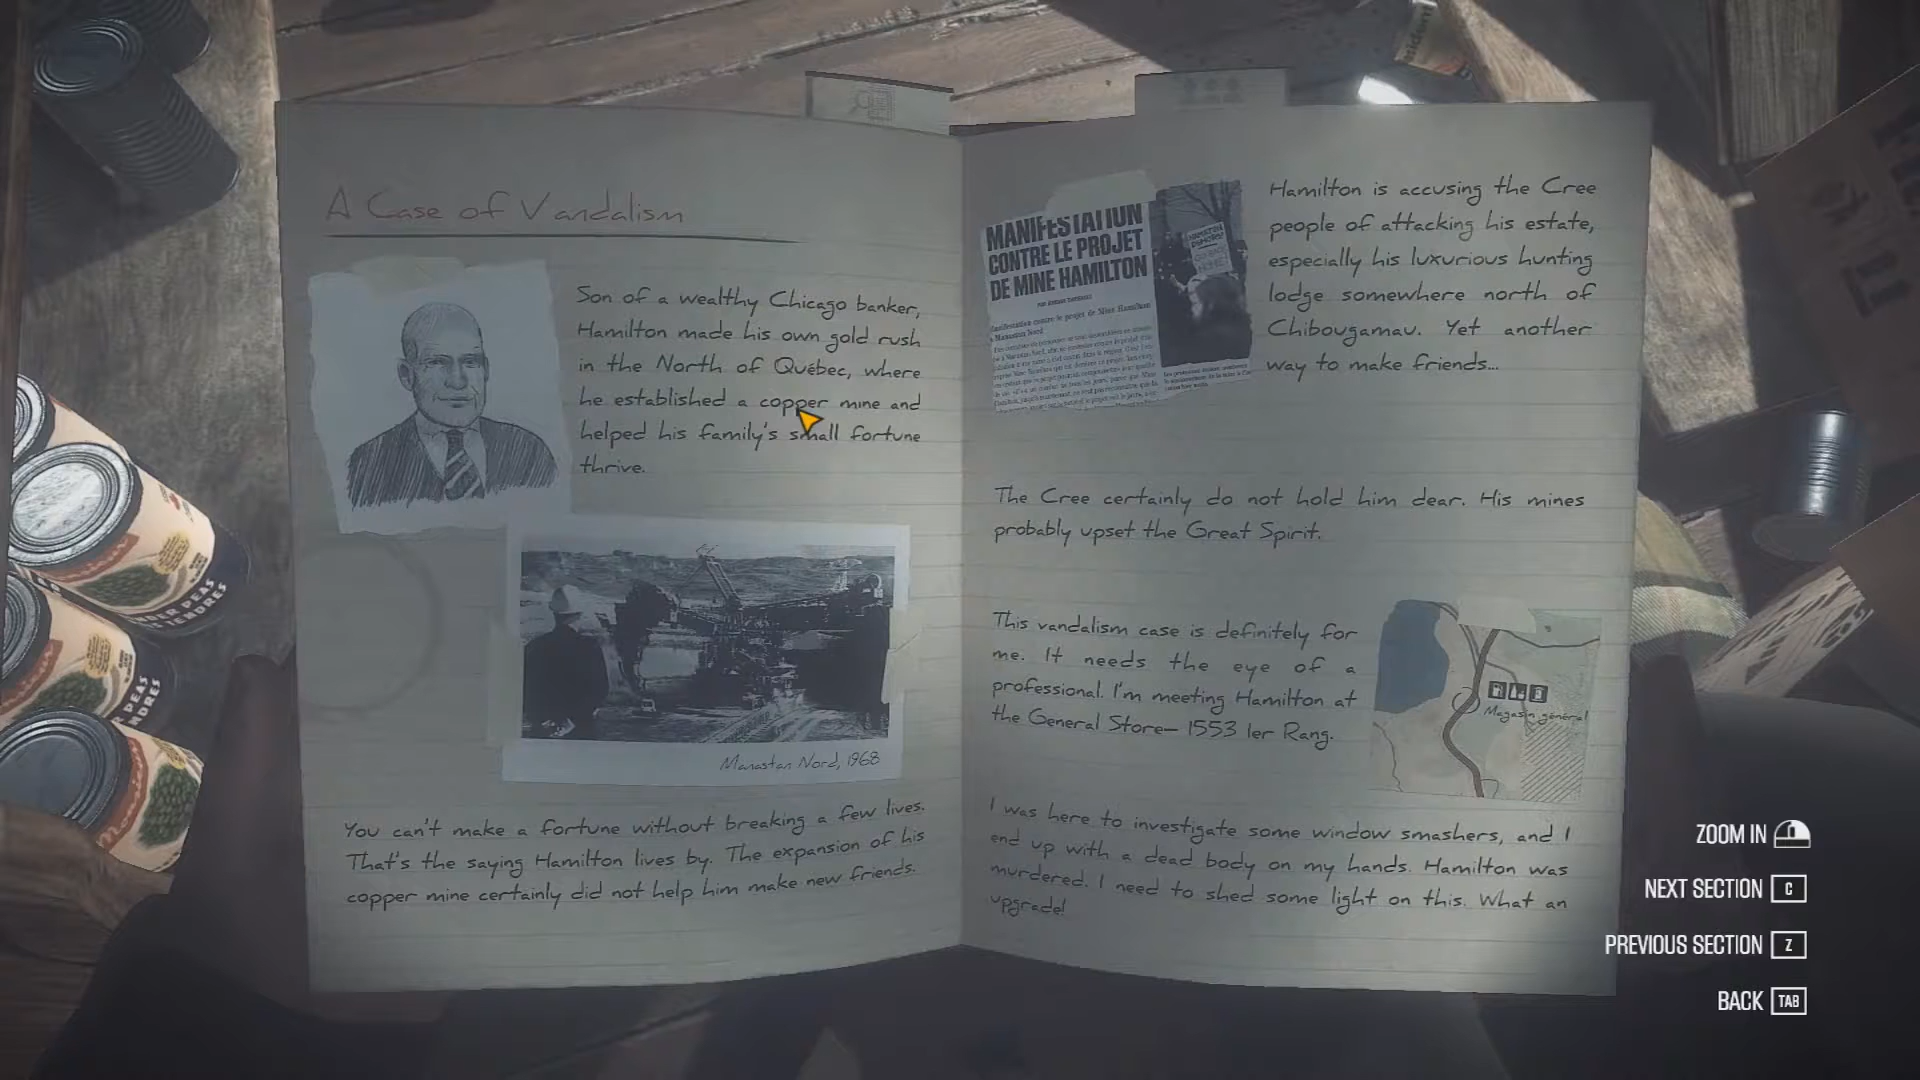 A Case of Vandalism
Son of a wealthy Chicago banker,
Hamilton made his own gold rush
in the North of Québec, where
he established a copper mine and
helped his family's small fortune
thrive.
Manastan Nord, 1968
You can't make a fortune without breaking a few lives.
That's the saying Hamilton lives by. The expansion of his
copper mine certainly did not help him make new friends.
MANIFESTATION
CONTRE LE PROJET
DE MINE HAMILTON
Hamilton is accusing the Cree
people of attacking his estate,
especially his luxurious hunting
lodge somewhere north of
Chibougamau. Yet another
way to make friends...
The Cree certainly do not hold him dear. His mines
probably upset the Great Spirit.
This vandalism case is definitely for
me. It needs the eye of a
professional. I'm meeting Hamilton at
the General Store– 1553 1er Rang.
Magasin général
I was here to investigate some window smashers, and I
end up with a dead body on my hands. Hamilton was
murdered. I need to shed some light on this. What an
upgrade!
ZOOM IN
NEXT SECTION C
PREVIOUS SECTION Z
BACK TAB